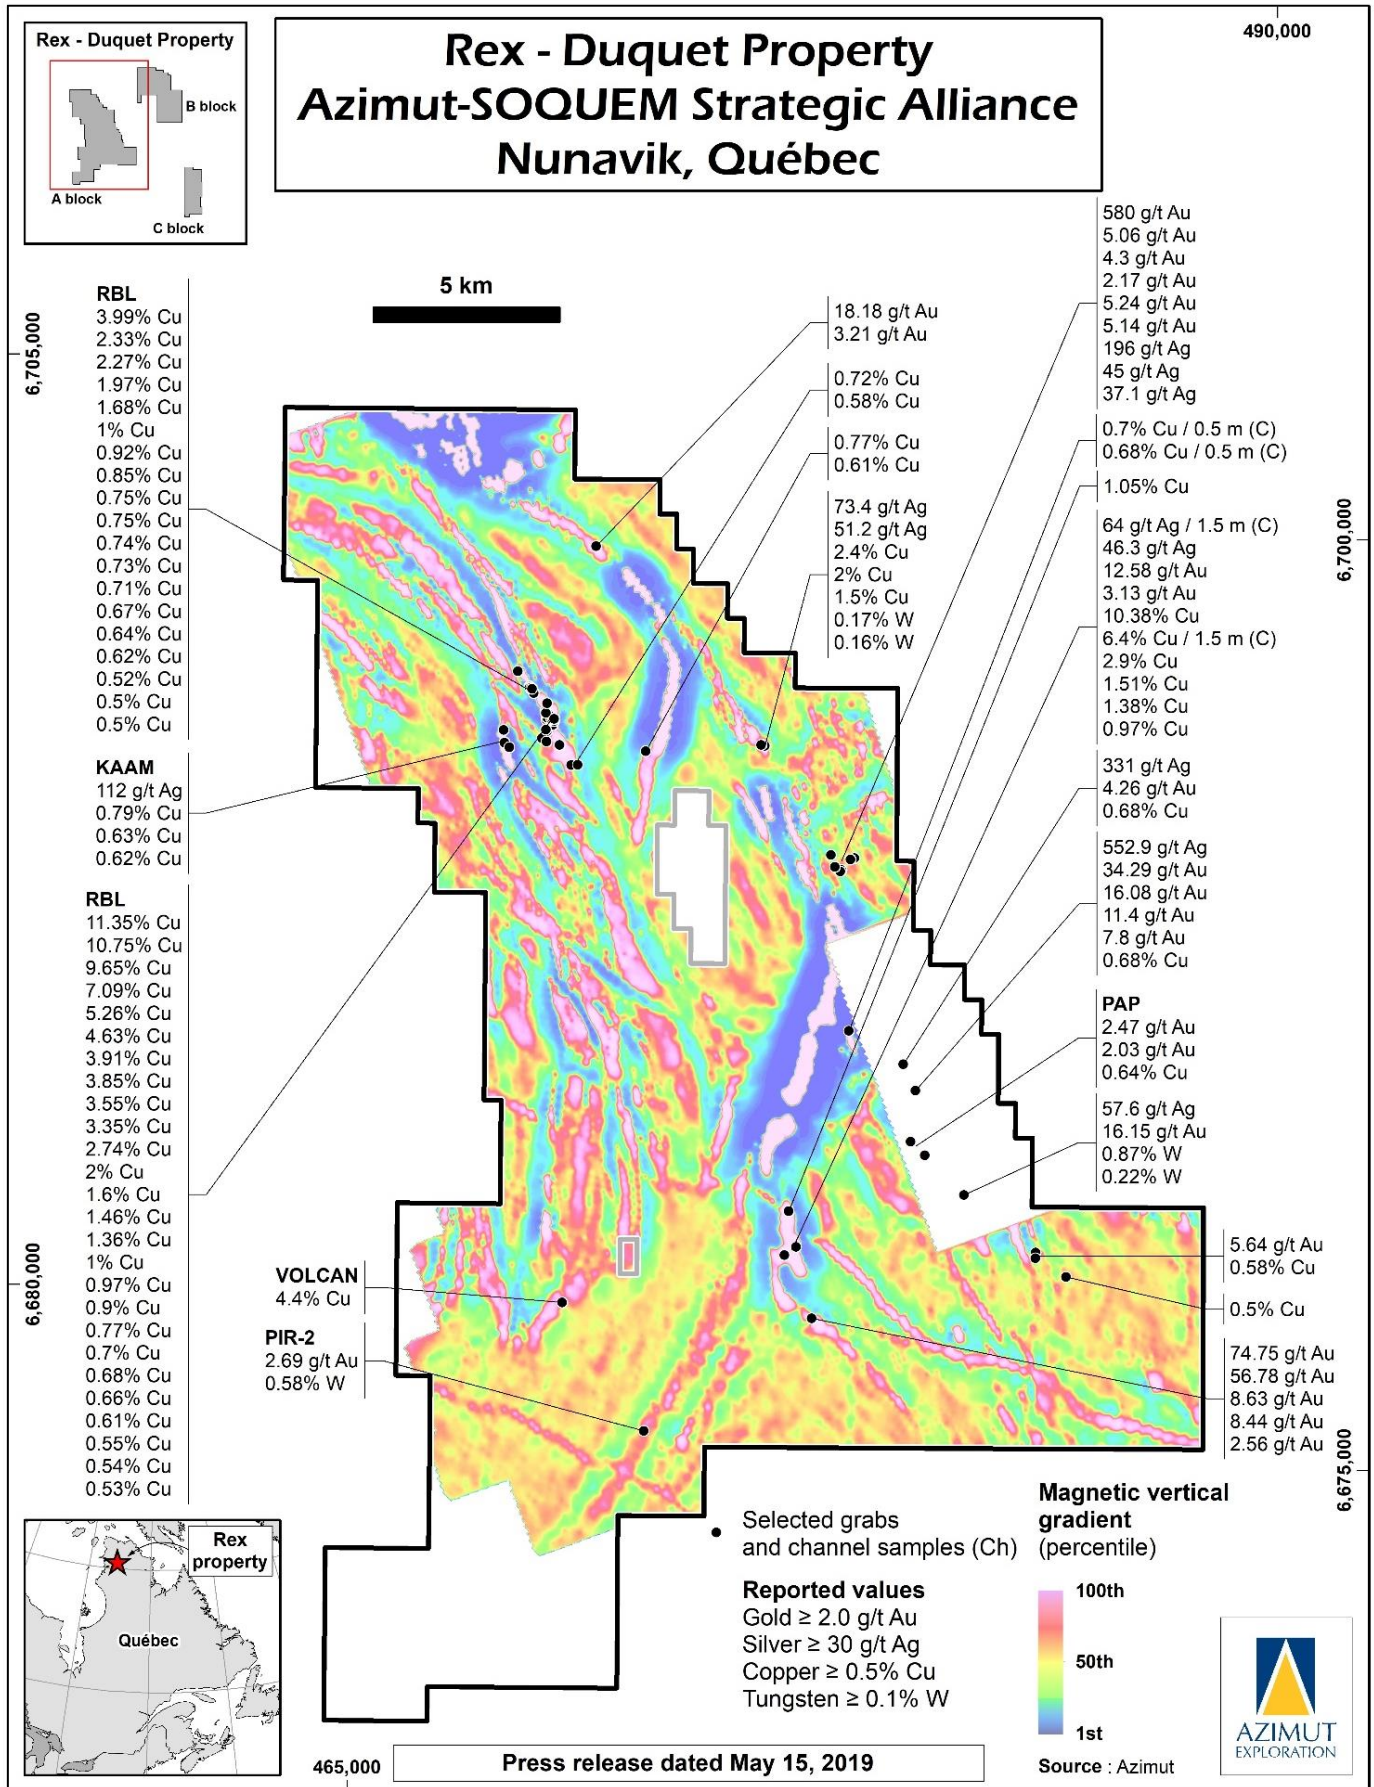 Rex - Duquet Property
B block
A block
C block
Rex - Duquet Property
Azimut-SOQUEM Strategic Alliance
Nunavik, Québec
490,000
5 km
6,705,000
6,700,000
6,680,000
6,675,000
465,000
RBL
3.99% Cu
2.33% Cu
2.27% Cu
1.97% Cu
1.68% Cu
1% Cu
0.92% Cu
0.85% Cu
0.75% Cu
0.75% Cu
0.74% Cu
0.73% Cu
0.71% Cu
0.67% Cu
0.64% Cu
0.62% Cu
0.52% Cu
0.5% Cu
0.5% Cu
KAAM
112 g/t Ag
0.79% Cu
0.63% Cu
0.62% Cu
RBL
11.35% Cu
10.75% Cu
9.65% Cu
7.09% Cu
5.26% Cu
4.63% Cu
3.91% Cu
3.85% Cu
3.55% Cu
3.35% Cu
2.74% Cu
2% Cu
1.6% Cu
1.46% Cu
1.36% Cu
1% Cu
0.97% Cu
0.9% Cu
0.77% Cu
0.7% Cu
0.68% Cu
0.66% Cu
0.61% Cu
0.55% Cu
0.54% Cu
0.53% Cu
VOLCAN
4.4% Cu
PIR-2
2.69 g/t Au
0.58% W
18.18 g/t Au
3.21 g/t Au
0.72% Cu
0.58% Cu
0.77% Cu
0.61% Cu
73.4 g/t Ag
51.2 g/t Ag
2.4% Cu
2% Cu
1.5% Cu
0.17% W
0.16% W
580 g/t Au
5.06 g/t Au
4.3 g/t Au
2.17 g/t Au
5.24 g/t Au
5.14 g/t Au
196 g/t Ag
45 g/t Ag
37.1 g/t Ag
0.7% Cu / 0.5 m (C)
0.68% Cu / 0.5 m (C)
1.05% Cu
64 g/t Ag / 1.5 m (C)
46.3 g/t Ag
12.58 g/t Au
3.13 g/t Au
10.38% Cu
6.4% Cu / 1.5 m (C)
2.9% Cu
1.51% Cu
1.38% Cu
0.97% Cu
331 g/t Ag
4.26 g/t Au
0.68% Cu
552.9 g/t Ag
34.29 g/t Au
16.08 g/t Au
11.4 g/t Au
7.8 g/t Au
0.68% Cu
PAP
2.47 g/t Au
2.03 g/t Au
0.64% Cu
57.6 g/t Ag
16.15 g/t Au
0.87% W
0.22% W
5.64 g/t Au
0.58% Cu
0.5% Cu
74.75 g/t Au
56.78 g/t Au
8.63 g/t Au
8.44 g/t Au
2.56 g/t Au
Rex
property
Québec
Selected grabs
and channel samples (Ch)
Reported values
Gold ≥ 2.0 g/t Au
Silver ≥ 30 g/t Ag
Copper ≥ 0.5% Cu
Tungsten ≥ 0.1% W
Magnetic vertical
gradient
(percentile)
100th
50th
1st
Source : Azimut
AZIMUT
EXPLORATION
Press release dated May 15, 2019